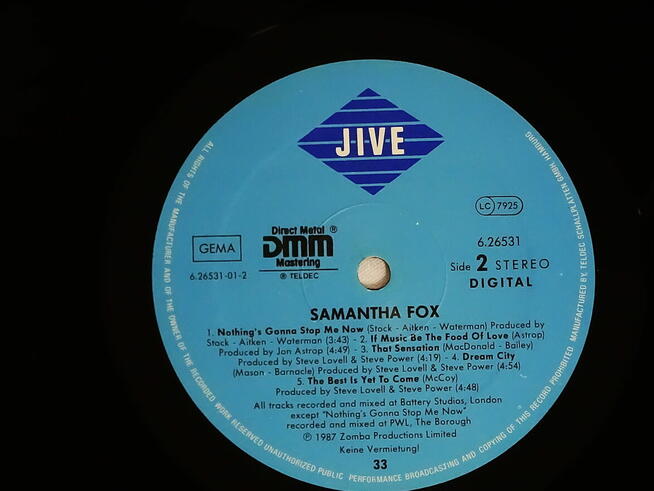 JIVE
LC 7925
GEMA
6.26531-01-2
Direct Metal ®
DMM
Mastering
® TELDEC
6.26531
Side 2 STEREO
DIGITAL
SAMANTHA FOX
1. Nothing's Gonna Stop Me Now (Stock - Aitken - Waterman) Produced by
Stock - Aitken - Waterman (3:43) - 2. If Music Be The Food Of Love (Astrop)
Produced by Jon Astrop (4:49) - 3. That Sensation (MacDonald - Bailey)
Produced by Steve Lovell & Steve Power (4:19) - 4. Dream City
(Mason - Barnacle) Produced by Steve Lovell & Steve Power (4:54)
5. The Best Is Yet To Come (McCoy)
Produced by Steve Lovell & Steve Power (4:48)
All tracks recorded and mixed at Battery Studios, London
except "Nothing's Gonna Stop Me Now"
recorded and mixed at PWL, The Borough
℗ 1987 Zomba Productions Limited
Keine Vermietung!
33
ALL RIGHTS OF THE MANUFACTURER AND OF THE OWNER OF THE RECORDED WORK RESERVED UNAUTHORIZED PUBLIC PERFORMANCE BROADCASTING AND COPYING OF THIS RECORD PROHIBITED MANUFACTURED BY TELDEC SCHALLPLATTEN GMBH HAMBURG